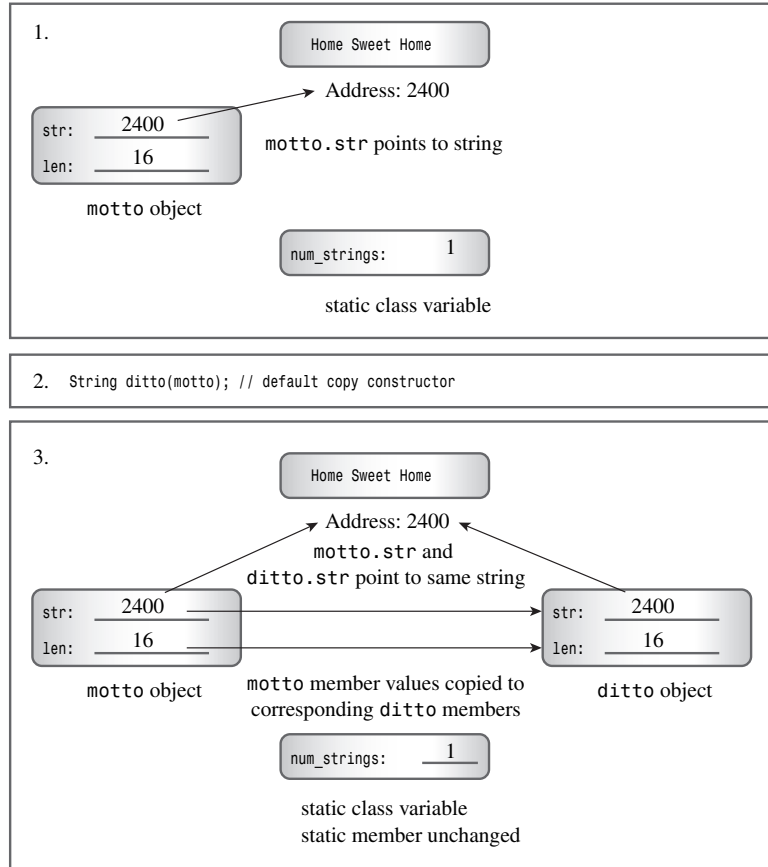 1.
Home Sweet Home
Address: 2400
str: 2400
motto.str points to string
len: 16
motto object
num_strings: 1
static class variable
2. String ditto(motto); // default copy constructor
3.
Home Sweet Home
Address: 2400
motto.str and
ditto.str point to same string
str: 2400
len: 16
motto object
str: 2400
len: 16
ditto object
motto member values copied to
corresponding ditto members
num_strings: 1
static class variable
static member unchanged